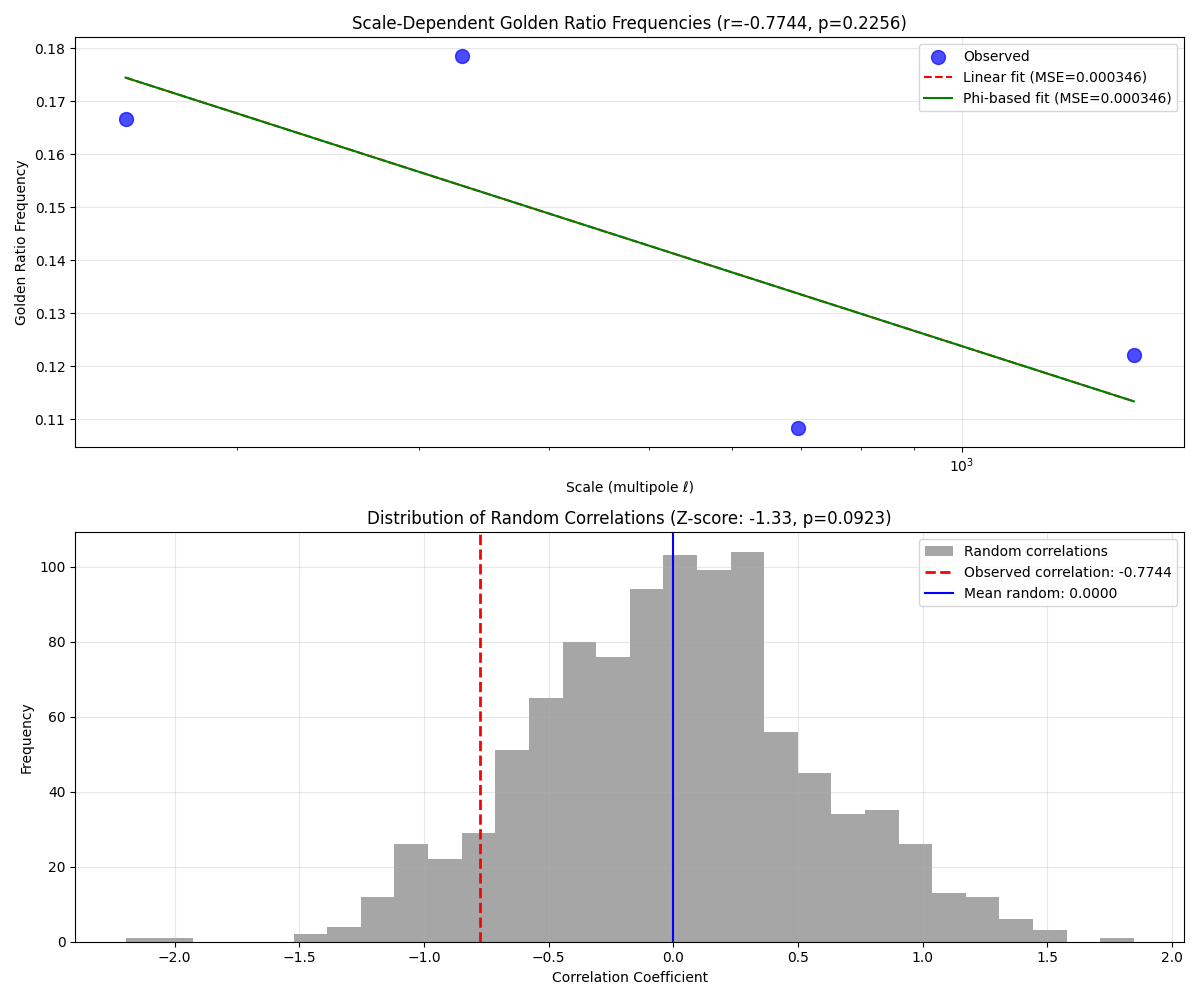 Scale-Dependent Golden Ratio Frequencies (r=-0.7744, p=0.2256)
0.18
0.17
0.16
0.15
0.14
0.13
0.12
0.11
Golden Ratio Frequency
Observed
Linear fit (MSE=0.000346)
Phi-based fit (MSE=0.000346)
10³
Scale (multipole ℓ)
Distribution of Random Correlations (Z-score: -1.33, p=0.0923)
100
80
60
40
20
0
Frequency
Random correlations
Observed correlation: -0.7744
Mean random: 0.0000
−2.0 −1.5 −1.0 −0.5 0.0 0.5 1.0 1.5 2.0
Correlation Coefficient